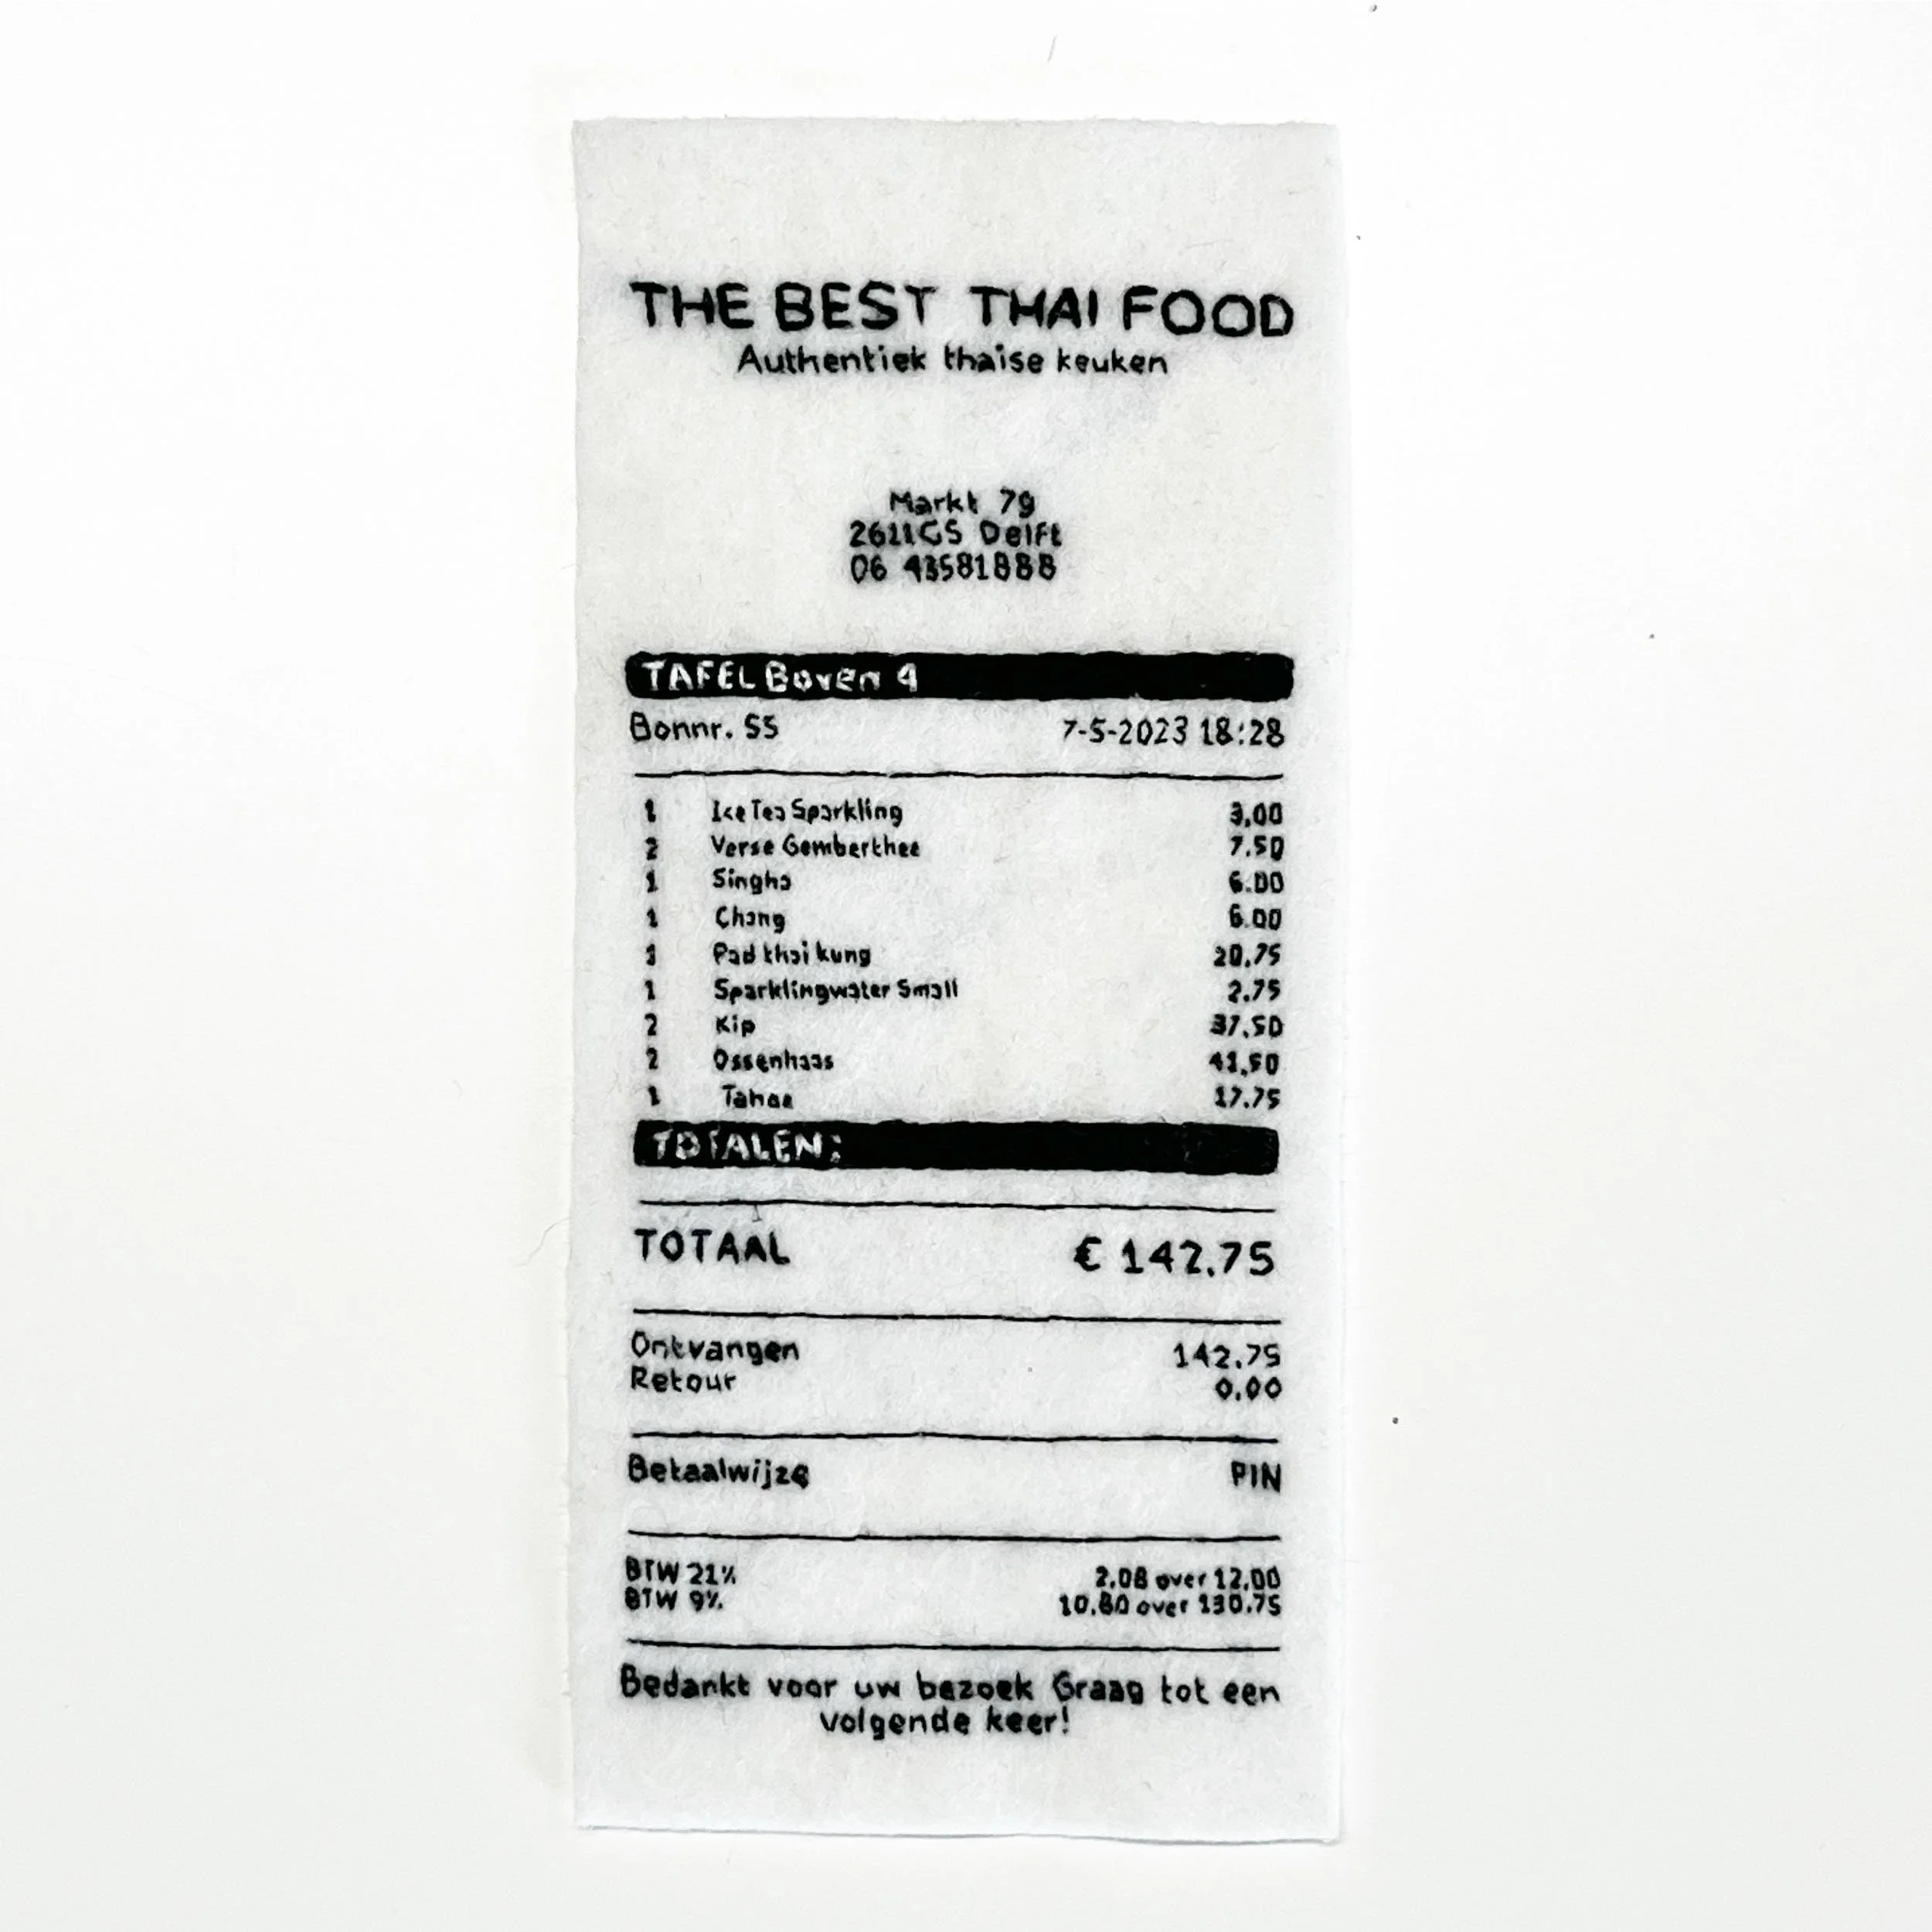 THE BEST THAI FOOD
Authentiek thaise keuken
Markt 79
2611GS Delft
06 43581888
TAFEL Boven 4
Bonnr. 55 7-5-2023 18:28
1 Ice Tea Sparkling 3,00
2 Verse Gemberthee 7.50
1 Singha 6.00
1 Chang 6.00
1 Pad thai kung 20.75
1 Sparklingwater Small 2.75
2 Kip 37.50
2 Ossenhaas 41.50
1 Tahoe 17.75
TOTALEN:
TOTAAL € 142.75
Ontvangen 142.75
Retour 0.00
Betaalwijze PIN
BTW 21% 2.08 over 12.00
BTW 9% 10.80 over 130.75
Bedankt voor uw bezoek Graag tot een
volgende keer!